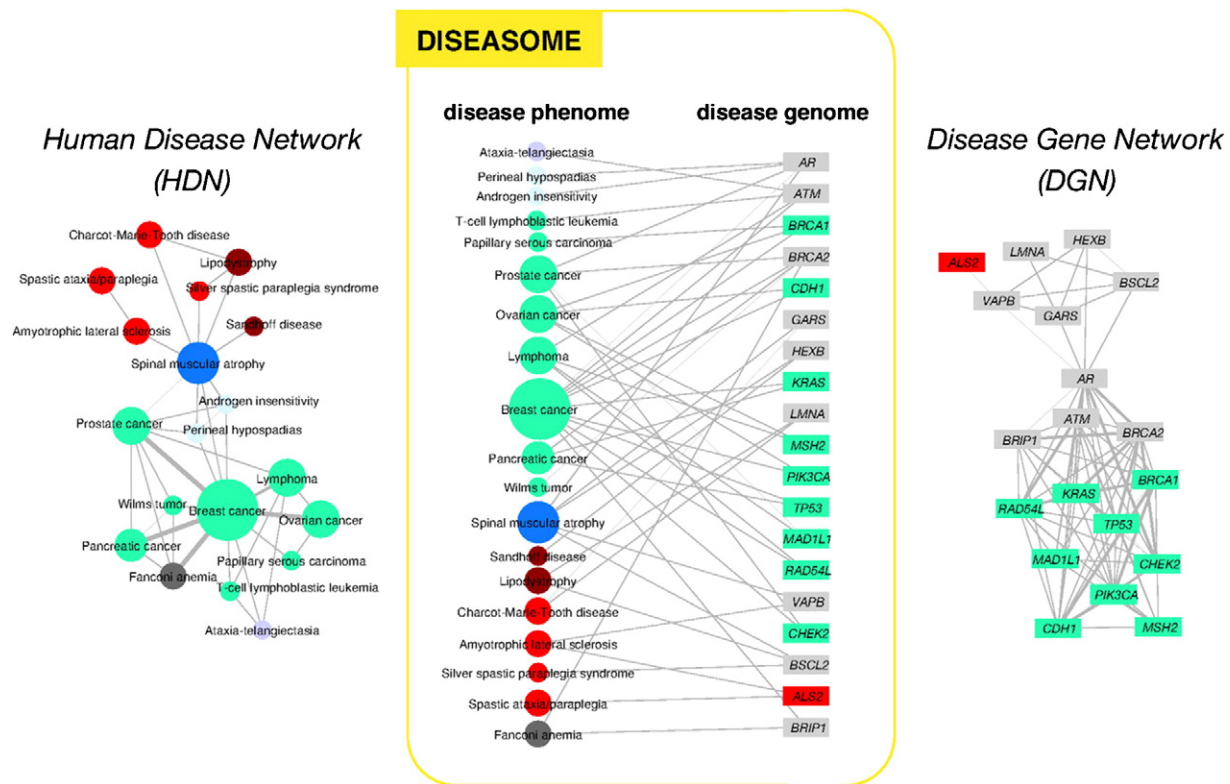 DISEASOME
Human Disease Network
(HDN)
Charcot-Marie-Tooth disease
Lipodystrophy
Spastic ataxia/paraplegia
Silver spastic paraplegia syndrome
Amyotrophic lateral sclerosis
Sandhoff disease
Spinal muscular atrophy
Androgen insensitivity
Prostate cancer
Perineal hypospadias
Lymphoma
Wilms tumor
Breast cancer
Ovarian cancer
Pancreatic cancer
Papillary serous carcinoma
Fanconi anemia
T-cell lymphoblastic leukemia
Ataxia-telangiectasia
disease phenome
Ataxia-telangiectasia
Perineal hypospadias
Androgen insensitivity
T-cell lymphoblastic leukemia
Papillary serous carcinoma
Prostate cancer
Ovarian cancer
Lymphoma
Breast cancer
Pancreatic cancer
Wilms tumor
Spinal muscular atrophy
Sandhoff disease
Lipodystrophy
Charcot-Marie-Tooth disease
Amyotrophic lateral sclerosis
Silver spastic paraplegia syndrome
Spastic ataxia/paraplegia
Fanconi anemia
disease genome
AR
ATM
BRCA1
BRCA2
CDH1
GARS
HEXB
KRAS
LMNA
MSH2
PIK3CA
TP53
MAD1L1
RAD54L
VAPB
CHEK2
BSCL2
ALS2
BRIP1
Disease Gene Network
(DGN)
HEXB
LMNA
ALS2
BSCL2
VAPB
GARS
AR
ATM
BRIP1
BRCA2
BRCA1
KRAS
RAD54L
TP53
MAD1L1
CHEK2
PIK3CA
CDH1
MSH2